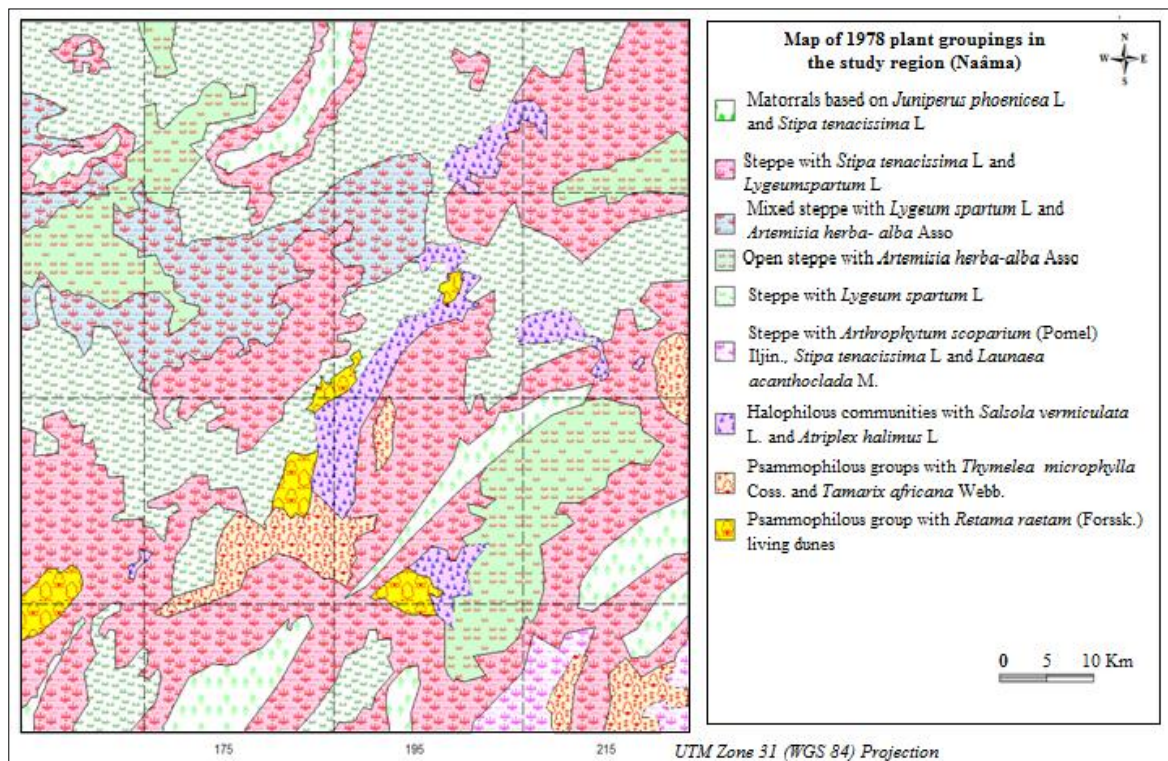 Map of 1978 plant groupings in
the study region (Naâma)
N
W E
S
Matorrals based on Juniperus phoenicea L
and Stipa tenacissima L
Steppe with Stipa tenacissima L and
Lygeumspartum L
Mixed steppe with Lygeum spartum L and
Artemisia herba- alba Asso
Open steppe with Artemisia herba-alba Asso
Steppe with Lygeum spartum L
Steppe with Arthrophytum scoparium (Pomel)
Iljin., Stipa tenacissima L and Launaea
acanthoclada M.
Halophilous communities with Salsola vermiculata
L. and Atriplex halimus L
Psammophilous groups with Thymelea microphylla
Coss. and Tamarix africana Webb.
Psammophilous group with Retama raetam (Forssk.)
living dunes
0 5 10 Km
175 195 215
UTM Zone 31 (WGS 84) Projection